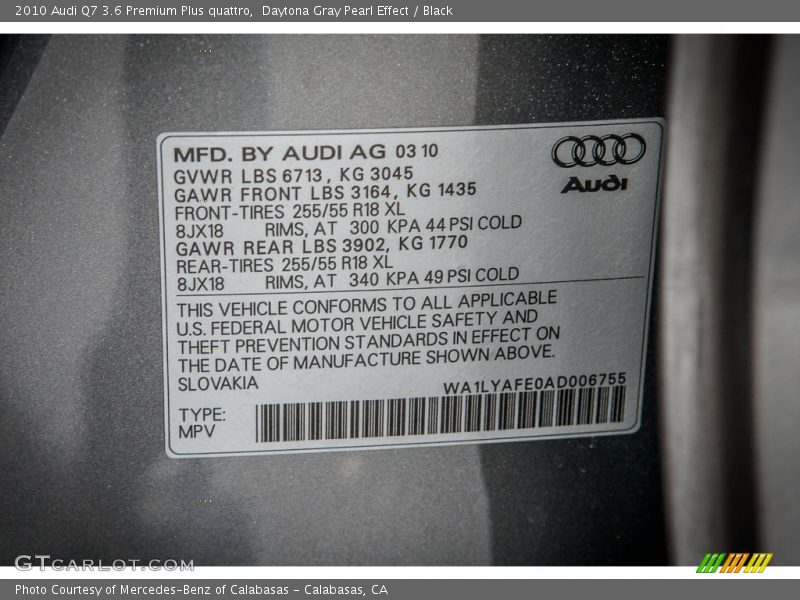 2010 Audi Q7 3.6 Premium Plus quattro,  Daytona Gray Pearl Effect / Black
MFD. BY AUDI AG 03 10
GVWR LBS 6713 , KG 3045
GAWR FRONT LBS 3164, KG 1435
FRONT-TIRES 255/55 R18 XL
8JX18 RIMS, AT 300 KPA 44 PSI COLD
GAWR REAR LBS 3902, KG 1770
REAR-TIRES 255/55 R18 XL
8JX18 RIMS, AT 340 KPA 49 PSI COLD
Audi
THIS VEHICLE CONFORMS TO ALL APPLICABLE
U.S. FEDERAL MOTOR VEHICLE SAFETY AND
THEFT PREVENTION STANDARDS IN EFFECT ON
THE DATE OF MANUFACTURE SHOWN ABOVE.
SLOVAKIA
WA1LYAFE0AD006755
TYPE:
MPV
GTCARLOT.COM
Photo Courtesy of Mercedes-Benz of Calabasas - Calabasas, CA